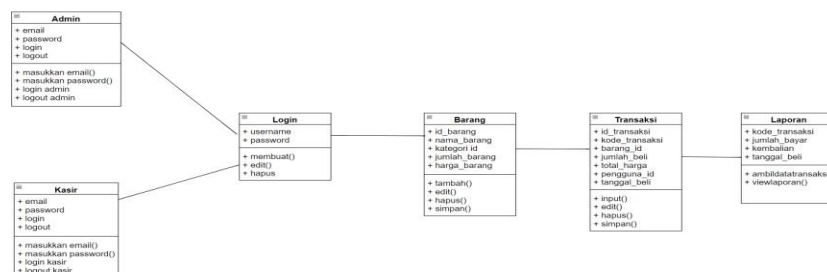 Admin
+ email
+ password
+ login
+ logout
+ masukkan email()
+ masukkan password()
+ login admin
+ logout admin
Kasir
+ email
+ password
+ login
+ logout
+ masukkan email()
+ masukkan password()
+ login kasir
+ logout kasir
Login
+ username
+ password
+ membuat()
+ edit()
+ hapus
Barang
+ id_barang
+ nama_barang
+ kategori id
+ jumlah_barang
+ harga_barang
+ tambah()
+ edit()
+ hapus()
+ simpan()
Transaksi
+ id_transaksi
+ kode_transaksi
+ barang_id
+ jumlah_beli
+ total_harga
+ pengguna_id
+ tanggal_beli
+ input()
+ edit()
+ hapus()
+ simpan()
Laporan
+ kode_transaksi
+ jumlah_bayar
+ kembalian
+ tanggal_beli
+ ambildatatransaks
+ viewlaporan()